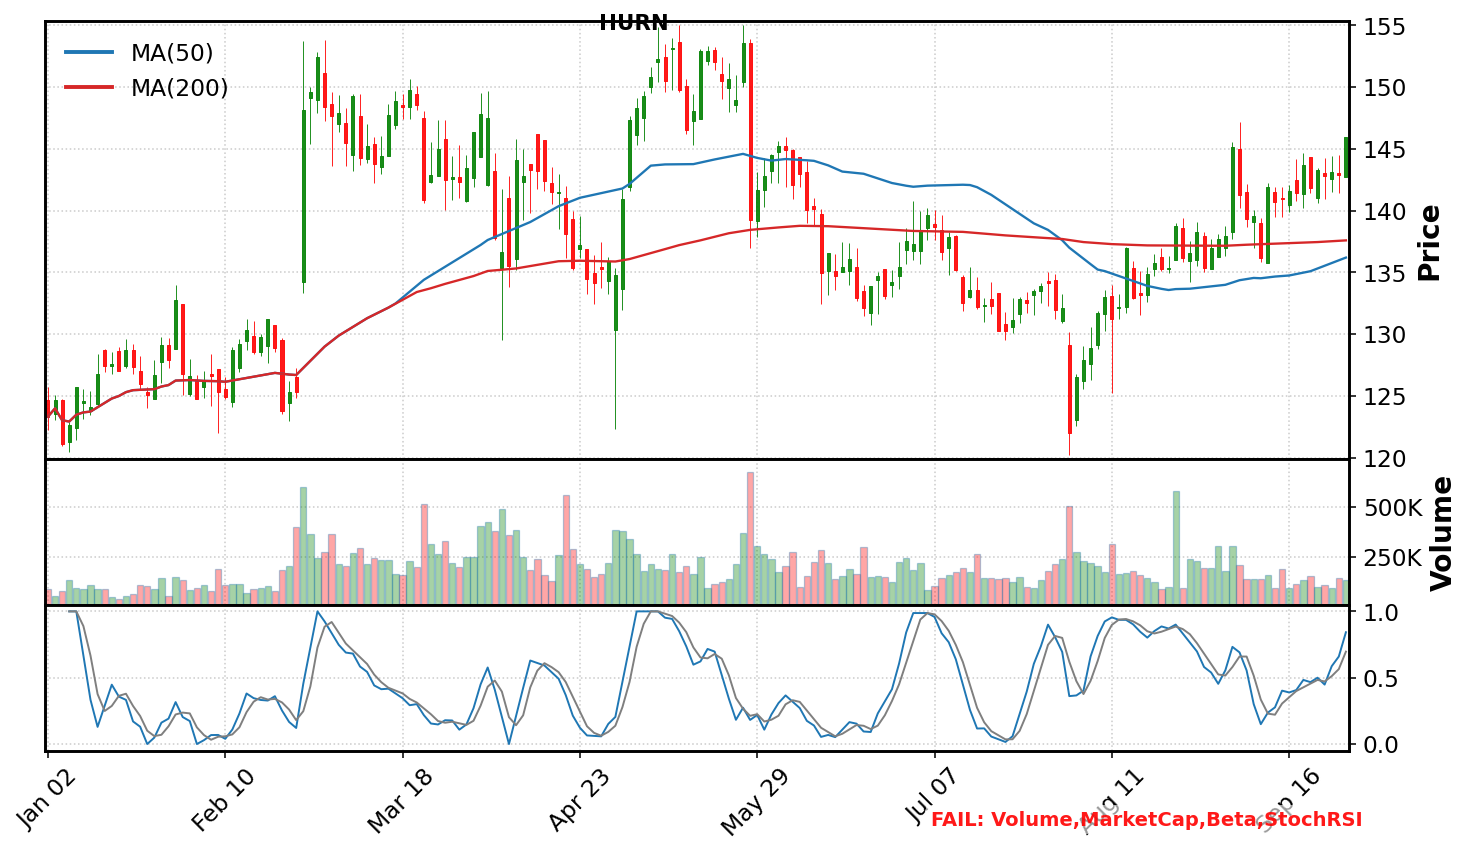 HURN
MA(50)
MA(200)
155
150
145
140
135
130
125
120
Price
500K
250K
Volume
1.0
0.5
0.0
Jan 02
Feb 10
Mar 18
Apr 23
May 29
Jul 07
Aug 11
Sep 16
FAIL: Volume,MarketCap,Beta,StochRSI